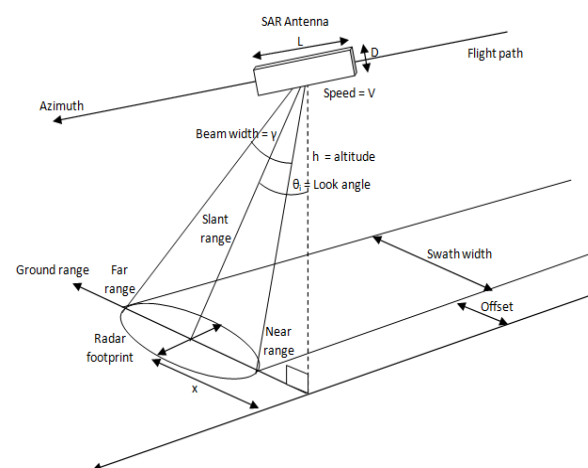 SAR Antenna
L
D
Flight path
Speed = V
Azimuth
Beam width = γ
h = altitude
θi = Look angle
Slant
range
Swath width
Ground range
Far
range
Offset
Near
range
Radar
footprint
x